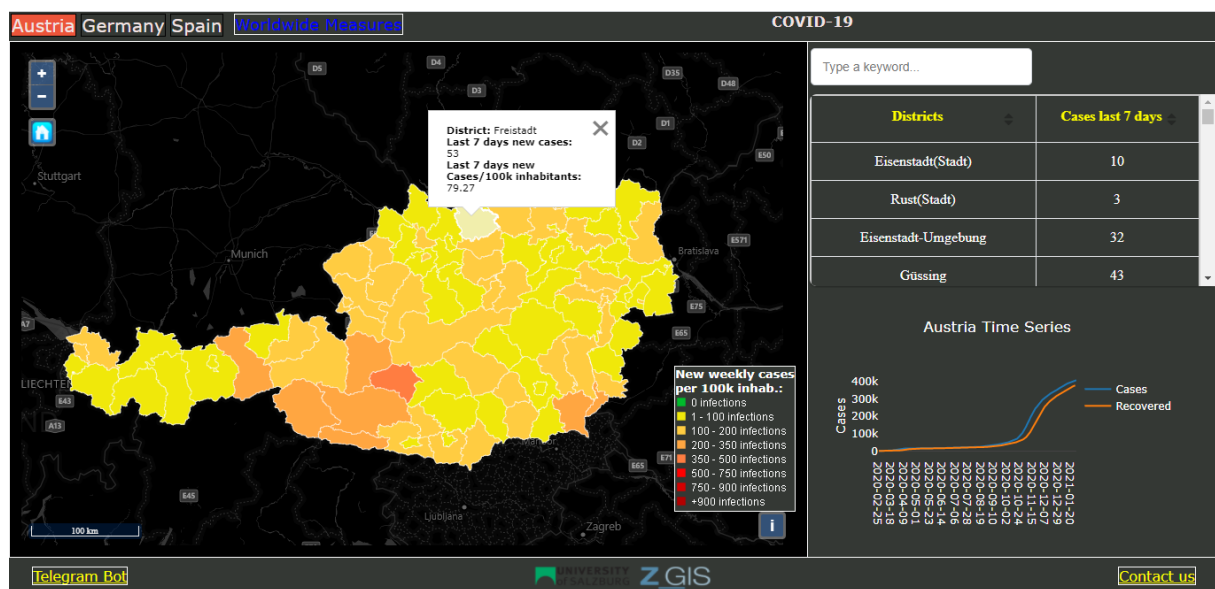 Austria Germany Spain Worldwide Measures
COVID-19
+
−
Type a keyword...
D5
D4
D3
D35
D48
D1
D2
E50
Stuttgart
Munich
Bratislava
E571
E75
E65
A7
LIECHTE
E43
A13
E45
E65
E71
Ljubljana
Zagreb
100 km
i
District: Freistadt
Last 7 days new cases:
53
Last 7 days new
Cases/100k inhabitants:
79.27
New weekly cases
per 100k inhab.:
0 infections
1 - 100 infections
100 - 200 infections
200 - 350 infections
350 - 500 infections
500 - 750 infections
750 - 900 infections
+900 infections
Districts Cases last 7 days
Eisenstadt(Stadt) 10
Rust(Stadt) 3
Eisenstadt-Umgebung 32
Güssing 43
Austria Time Series
Cases
400k
300k
200k
100k
0
Cases
Recovered
2020-02-25
2020-03-18
2020-04-09
2020-05-01
2020-05-23
2020-06-14
2020-07-06
2020-07-28
2020-08-19
2020-09-10
2020-10-02
2020-10-24
2020-11-15
2020-12-07
2020-12-29
2021-01-20
Telegram Bot
UNIVERSITY
of SALZBURG
Z_GIS
Contact us